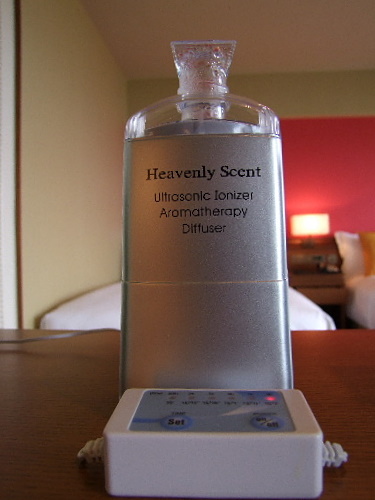 Heavenly Scent
Ultrasonic Ionizer
Aromatherapy
Diffuser
Set